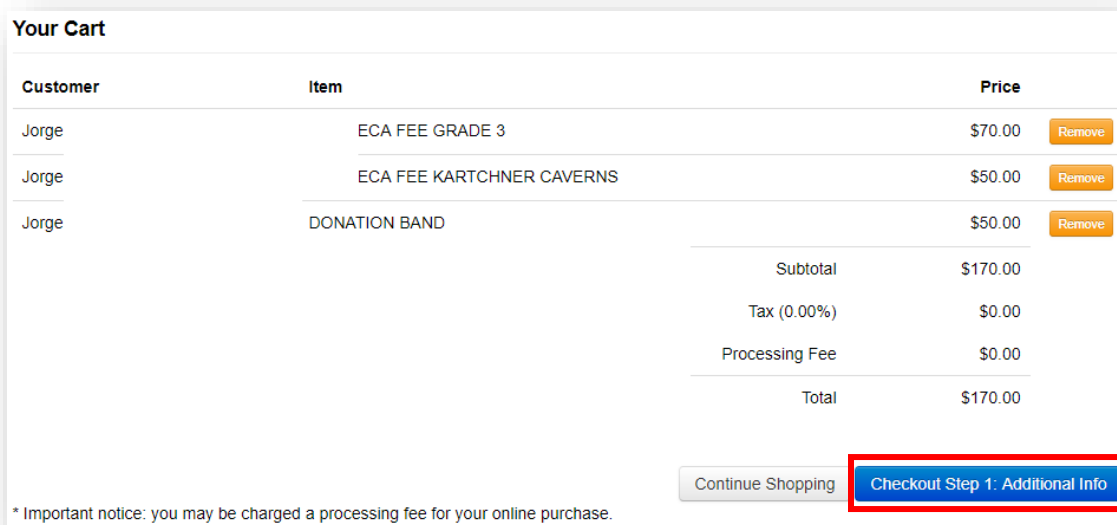 Your Cart
Customer Item Price
Jorge ECA FEE GRADE 3 $70.00 Remove
Jorge ECA FEE KARTCHNER CAVERNS $50.00 Remove
Jorge DONATION BAND $50.00 Remove
Subtotal $170.00
Tax (0.00%) $0.00
Processing Fee $0.00
Total $170.00
Continue Shopping Checkout Step 1: Additional Info
* Important notice: you may be charged a processing fee for your online purchase.